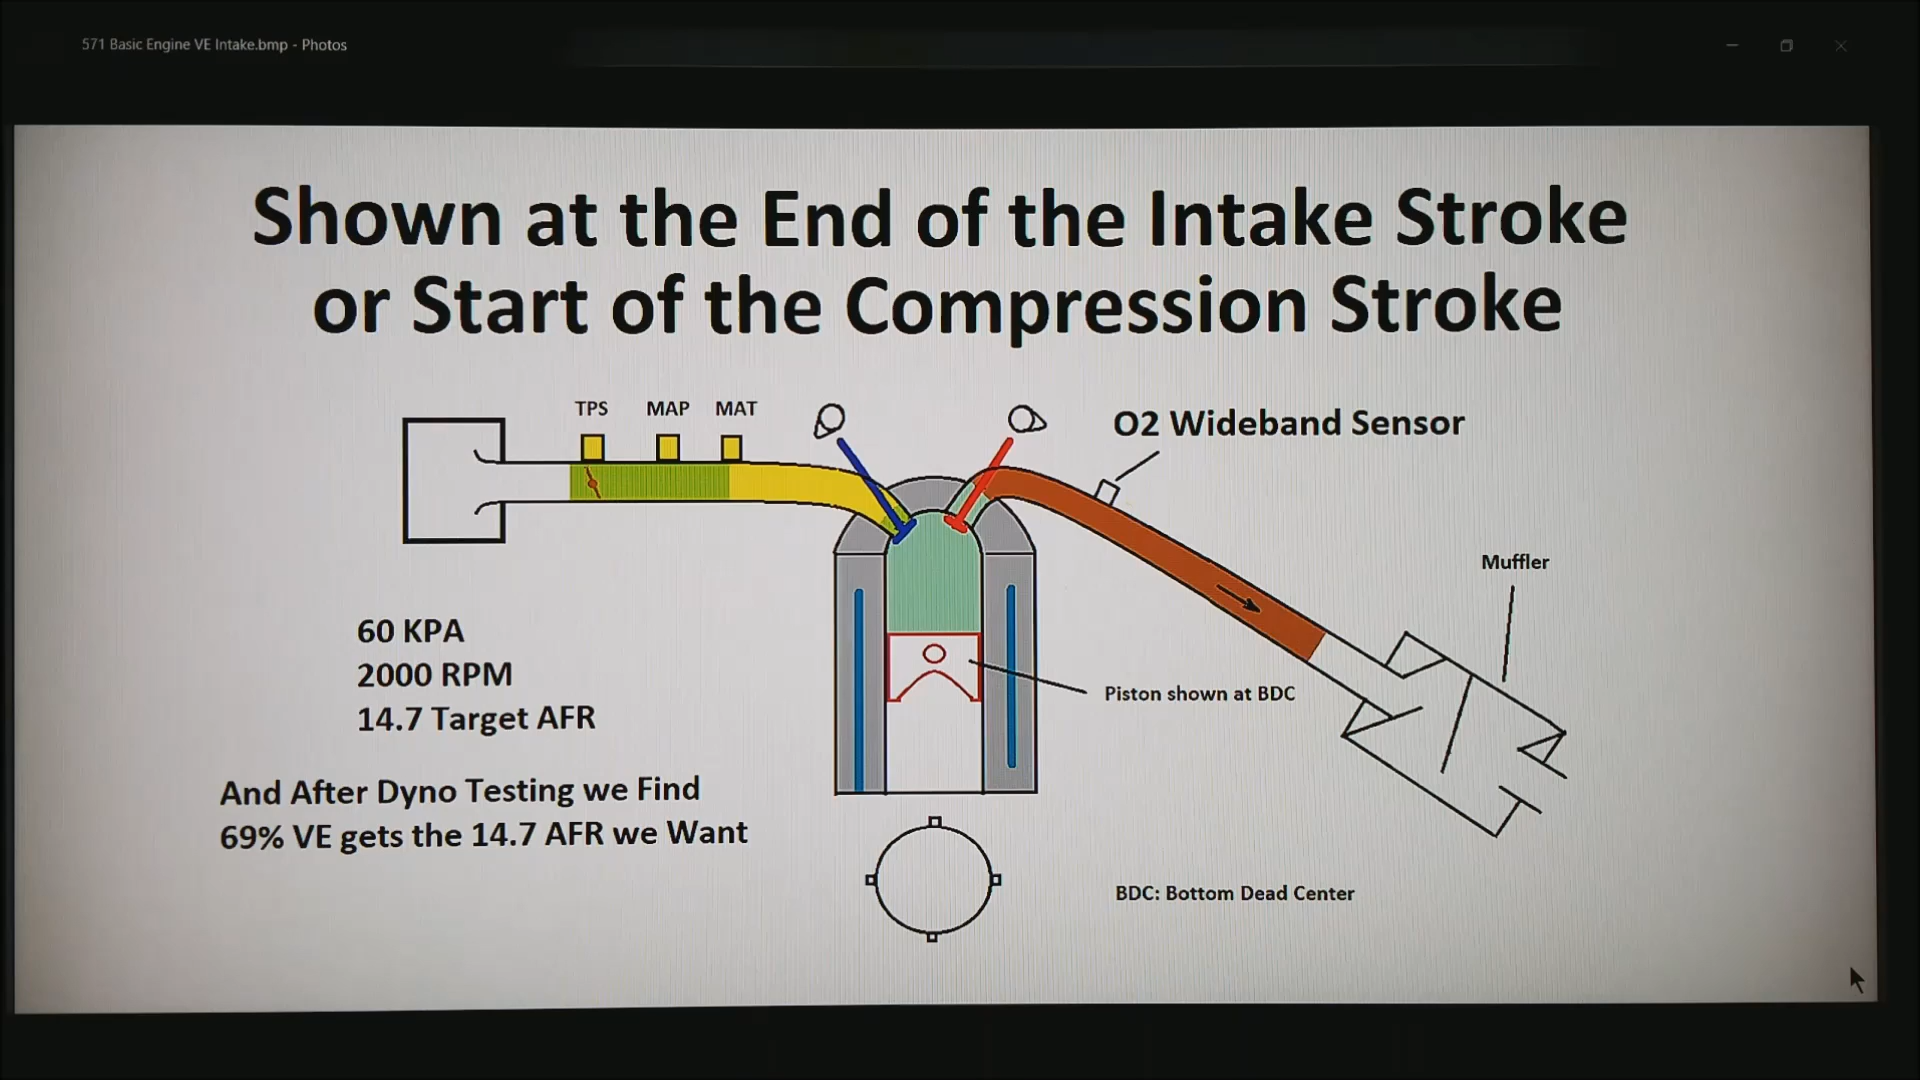 571 Basic Engine VE Intake.bmp - Photos
Shown at the End of the Intake Stroke
or Start of the Compression Stroke
TPS MAP MAT
O2 Wideband Sensor
Muffler
60 KPA
2000 RPM
14.7 Target AFR
Piston shown at BDC
And After Dyno Testing we Find
69% VE gets the 14.7 AFR we Want
BDC: Bottom Dead Center